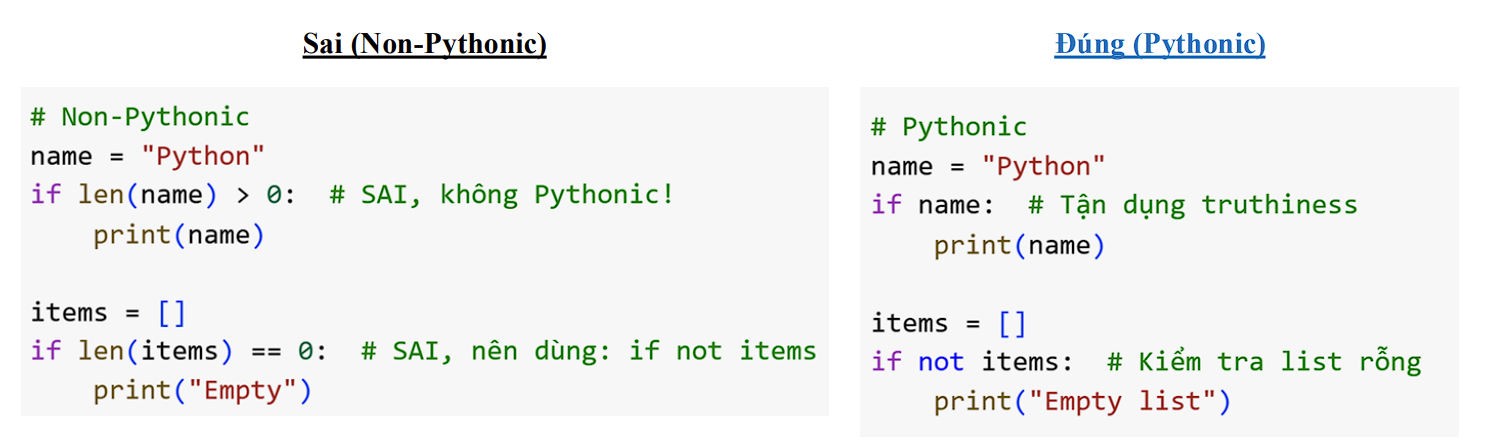 Sai (Non-Pythonic)
# Non-Pythonic
name = "Python"
if len(name) > 0:  # SAI, không Pythonic!
    print(name)
items = []
if len(items) == 0:  # SAI, nên dùng: if not items
    print("Empty")
Đúng (Pythonic)
# Pythonic
name = "Python"
if name:  # Tận dụng truthiness
    print(name)
items = []
if not items:  # Kiểm tra list rỗng
    print("Empty list")